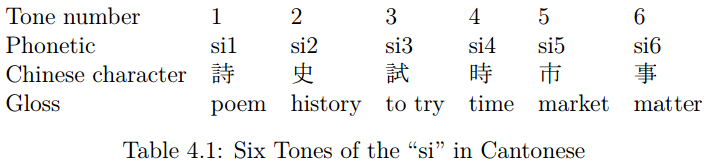 Tone number 1 2 3 4 5 6
Phonetic si1 si2 si3 si4 si5 si6
Chinese character 詩 史 試 時 市 事
Gloss poem history to try time market matter
Table 4.1: Six Tones of the “si” in Cantonese